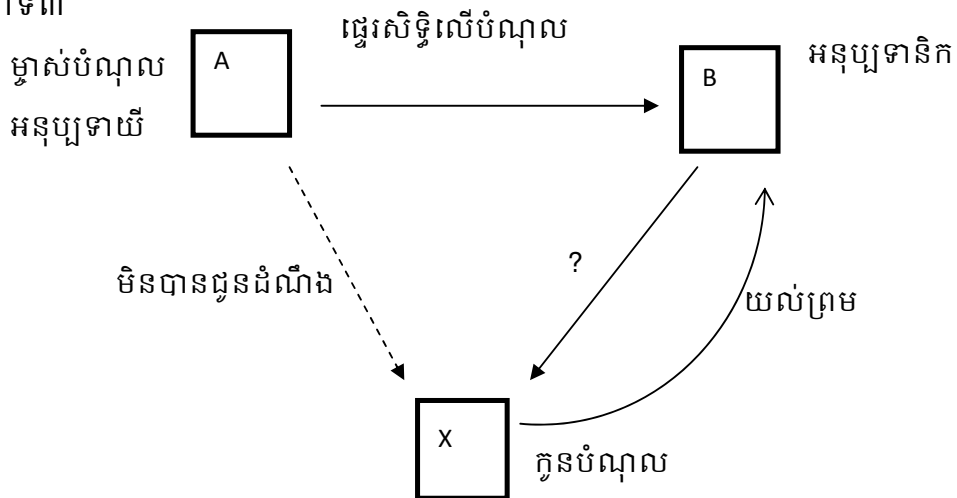 ផ្ទេរសិទ្ធិលើបំណុល
ម្ចាស់បំណុល
អនុប្បទាយី
A
B
អនុប្បទានិក
មិនបានជូនដំណឹង
?
យល់ព្រម
X
កូនបំណុល